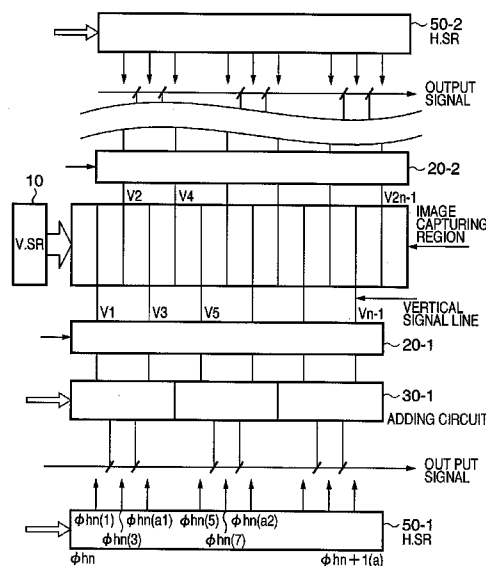 50-2
H.SR
OUTPUT
SIGNAL
20-2
10
V2 V4 V2n-1
V.SR
IMAGE
CAPTURING
REGION
V1 V3 V5 Vn-1
VERTICAL
SIGNAL LINE
20-1
30-1
ADDING CIRCUIT
OUT PUT
SIGNAL
ϕhn(1) ϕhn(a1) ϕhn(5) ϕhn(a2)
50-1
H.SR
ϕhn(3) ϕhn(7)
ϕhn ϕhn+1(a)